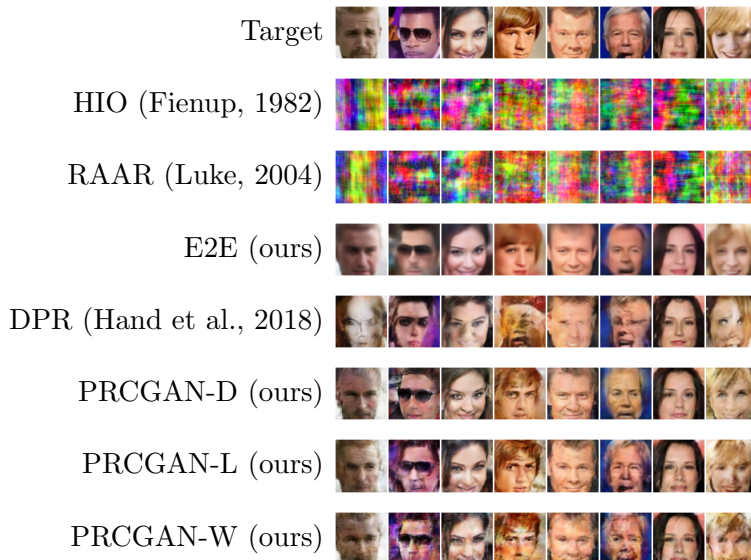 Target
HIO (Fienup, 1982)
RAAR (Luke, 2004)
E2E (ours)
DPR (Hand et al., 2018)
PRCGAN-D (ours)
PRCGAN-L (ours)
PRCGAN-W (ours)